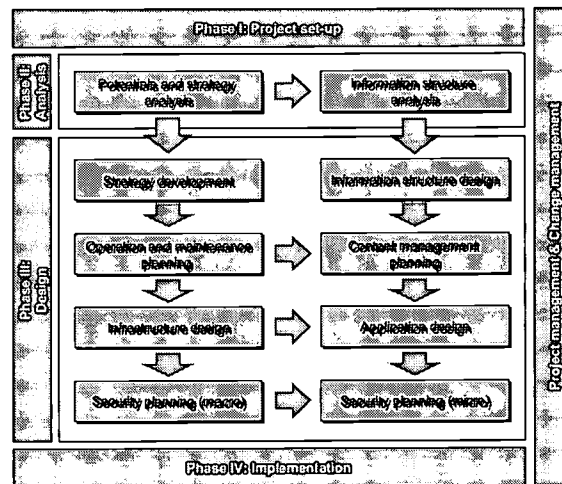 Phase I: Project set-up
Phase II:
Analysis
Potentials and strategy
analysis
Information structure
analysis
Project management & Change management
Phase III:
Design
Strategy development
Information structure design
Operation and maintenance
planning
Content management
planning
Infrastructure design
Application design
Security planning (macro)
Security planning (micro)
Phase IV: Implementation